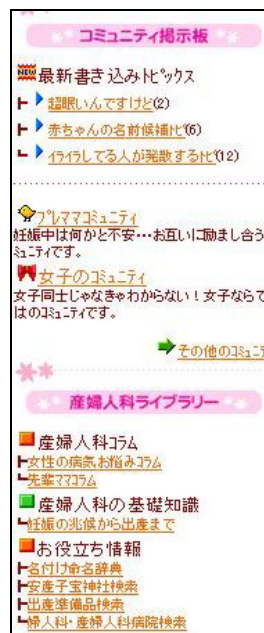 コミュニティ掲示板
NEW 最新書き込みﾄﾋﾟｯｸｽ
超眠いんですけど(2)
赤ちゃんの名前候補ﾋﾟ(6)
ｲﾗｲﾗしてる人が発散するﾋﾟ(12)
ﾌﾟﾚﾏﾏｺﾐｭﾆﾃｨ
妊娠中は何かと不安…お互いに励まし合う
ﾐｭﾆﾃｨです。
女子のｺﾐｭﾆﾃｨ
女子同士じゃなきゃわからない！女子ならで
はのｺﾐｭﾆﾃｨです。
その他のｺﾐｭﾆﾃ
産婦人科ライブラリー
産婦人科ｺﾗﾑ
女性の病気お悩みｺﾗﾑ
先輩ﾏﾏｺﾗﾑ
産婦人科の基礎知識
妊娠の兆候から出産まで
お役立ち情報
名付け命名辞典
安産子宝神社検索
出産準備品検索
婦人科・産婦人科病院検索